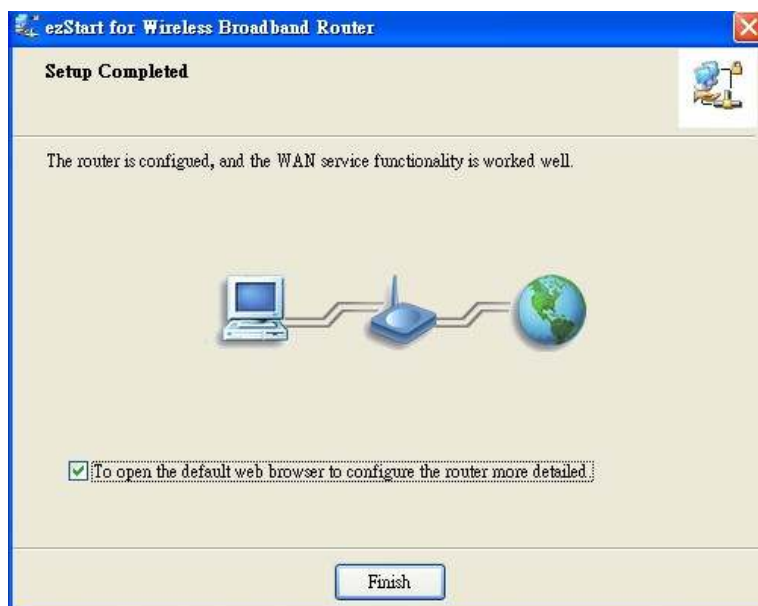 ezStart for Wireless Broadband Router
Setup Completed
The router is configued, and the WAN service functionality is worked well.
To open the default web browser to configure the router more detailed.
Finish